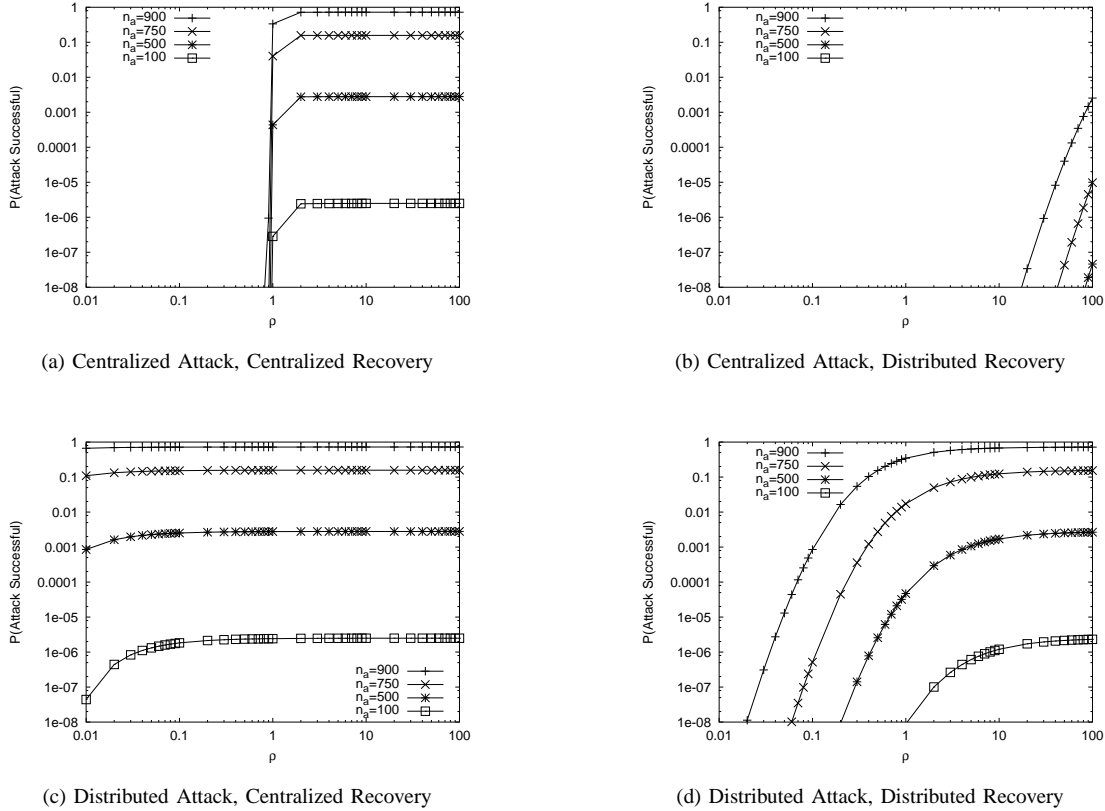 1
0.1
0.01
0.001
0.0001
1e-05
1e-06
1e-07
1e-08
P(Attack Successful)
n_a=900
n_a=750
n_a=500
n_a=100
0.01 0.1 1 10 100
ρ
(a) Centralized Attack, Centralized Recovery
1
0.1
0.01
0.001
0.0001
1e-05
1e-06
1e-07
1e-08
P(Attack Successful)
n_a=900
n_a=750
n_a=500
n_a=100
0.01 0.1 1 10 100
ρ
(b) Centralized Attack, Distributed Recovery
1
0.1
0.01
0.001
0.0001
1e-05
1e-06
1e-07
1e-08
P(Attack Successful)
n_a=900
n_a=750
n_a=500
n_a=100
0.01 0.1 1 10 100
ρ
(c) Distributed Attack, Centralized Recovery
1
0.1
0.01
0.001
0.0001
1e-05
1e-06
1e-07
1e-08
P(Attack Successful)
n_a=900
n_a=750
n_a=500
n_a=100
0.01 0.1 1 10 100
ρ
(d) Distributed Attack, Distributed Recovery